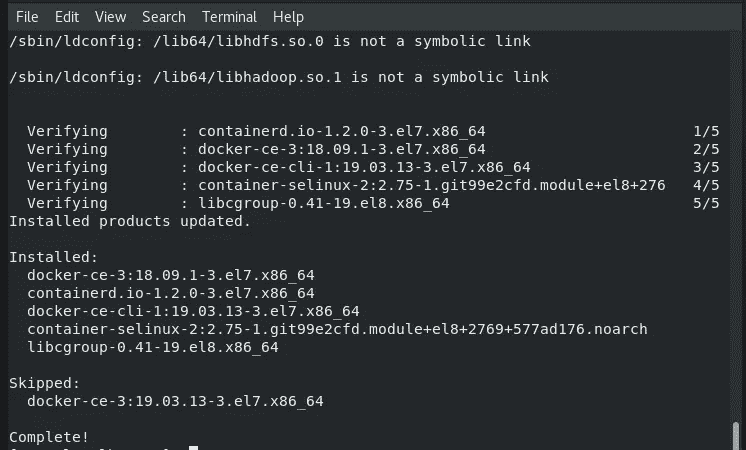 File Edit View Search Terminal Help
/sbin/ldconfig: /lib64/libhdfs.so.0 is not a symbolic link
/sbin/ldconfig: /lib64/libhadoop.so.1 is not a symbolic link
Verifying : containerd.io-1.2.0-3.el7.x86_64 1/5
Verifying : docker-ce-3:18.09.1-3.el7.x86_64 2/5
Verifying : docker-ce-cli-1:19.03.13-3.el7.x86_64 3/5
Verifying : container-selinux-2:2.75-1.git99e2cfd.module+el8+276 4/5
Verifying : libcgroup-0.41-19.el8.x86_64 5/5
Installed products updated.
Installed:
docker-ce-3:18.09.1-3.el7.x86_64
containerd.io-1.2.0-3.el7.x86_64
docker-ce-cli-1:19.03.13-3.el7.x86_64
container-selinux-2:2.75-1.git99e2cfd.module+el8+2769+577ad176.noarch
libcgroup-0.41-19.el8.x86_64
Skipped:
docker-ce-3:19.03.13-3.el7.x86_64
Complete!